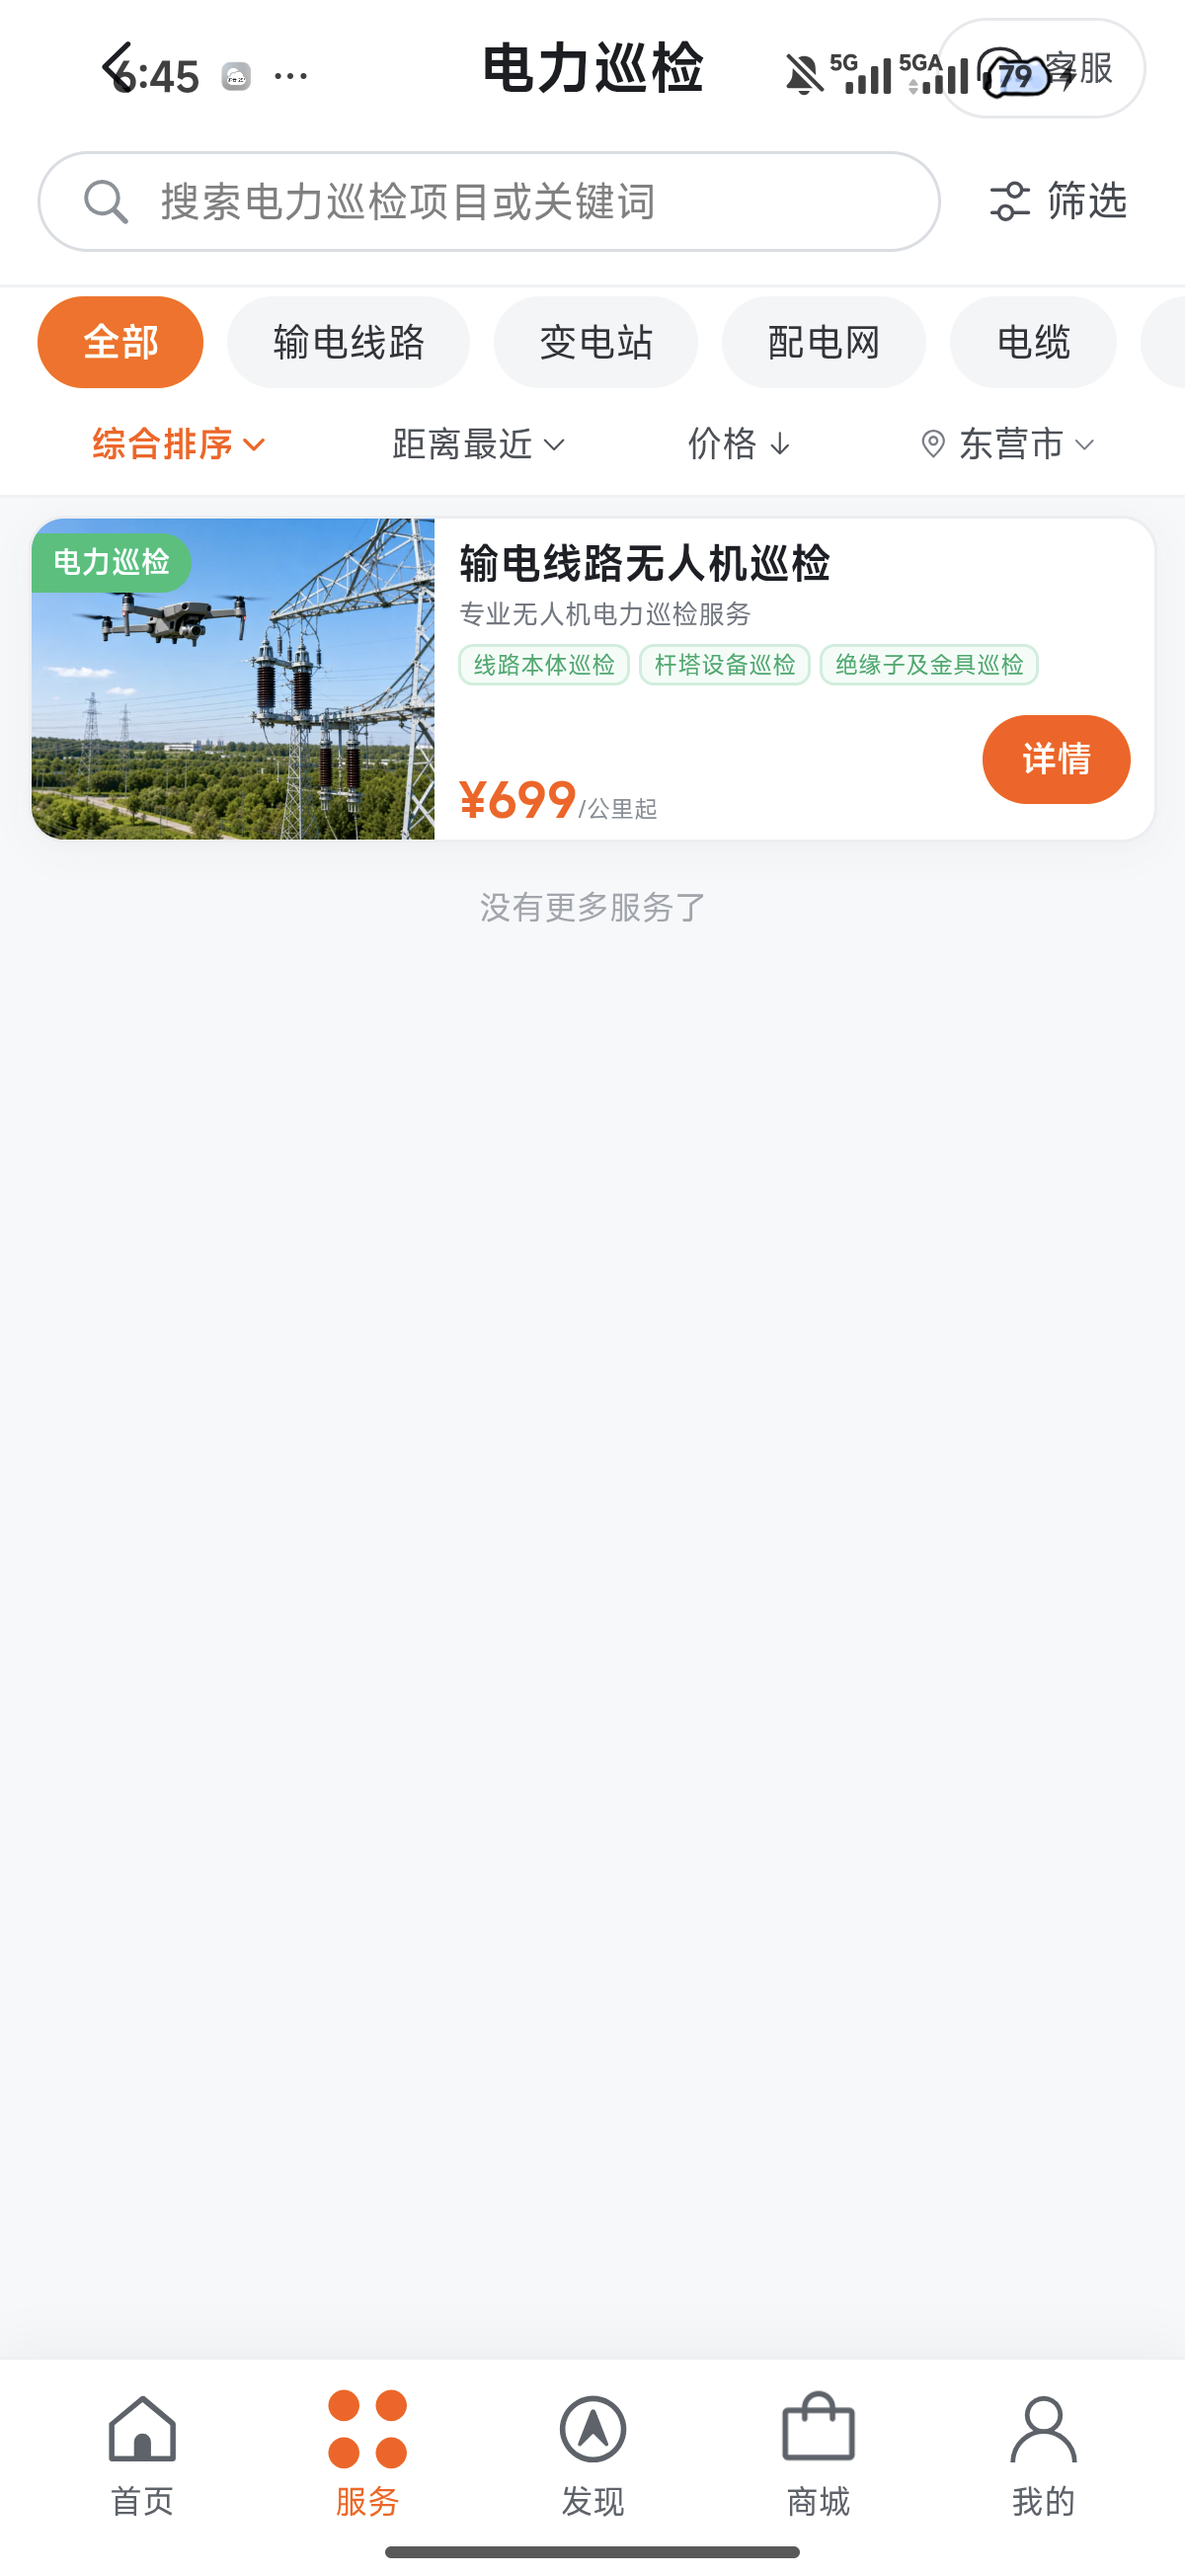 6:45 ... 电力巡检 5G 5GA 79 客服
搜索电力巡检项目或关键词 筛选
全部 输电线路 变电站 配电网 电缆
综合排序 距离最近 价格 ↓ 东营市
电力巡检
输电线路无人机巡检
专业无人机电力巡检服务
线路本体巡检 杆塔设备巡检 绝缘子及金具巡检
详情
¥699/公里起
没有更多服务了
首页 服务 发现 商城 我的